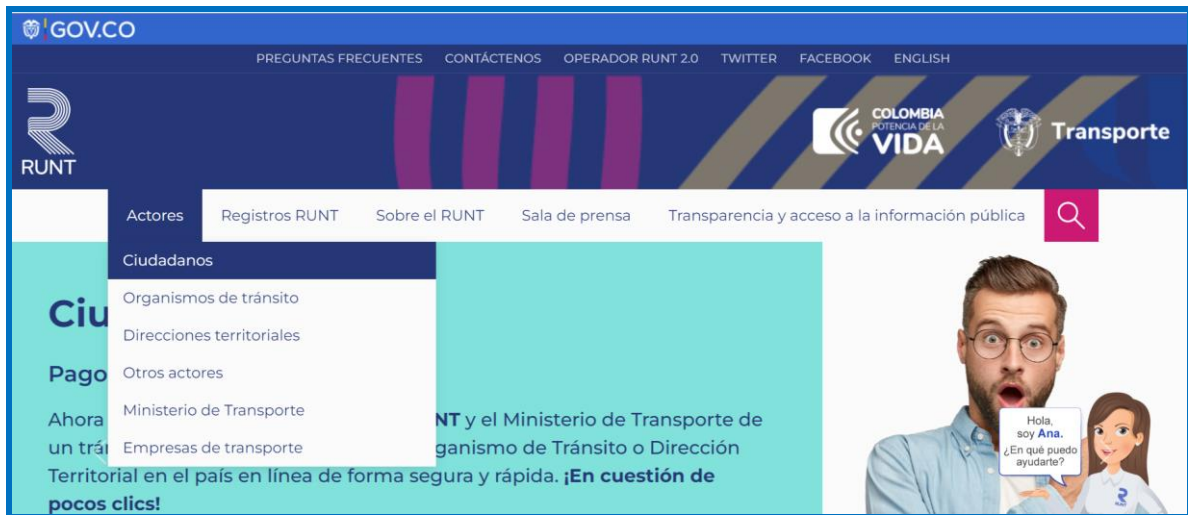 GOV.CO
PREGUNTAS FRECUENTES CONTÁCTENOS OPERADOR RUNT 2.0 TWITTER FACEBOOK ENGLISH
RUNT
COLOMBIA
POTENCIA DE LA
VIDA
Transporte
Actores Registros RUNT Sobre el RUNT Sala de prensa Transparencia y acceso a la información pública
Ciudadanos
Organismos de tránsito
Direcciones territoriales
Otros actores
Ministerio de Transporte
Empresas de transporte
Ciu
Pago
Ahora NT y el Ministerio de Transporte de
un trá ganismo de Tránsito o Dirección
Territorial en el país en línea de forma segura y rápida. ¡En cuestión de
pocos clics!
Hola,
soy Ana.
¿En qué puedo
ayudarte?